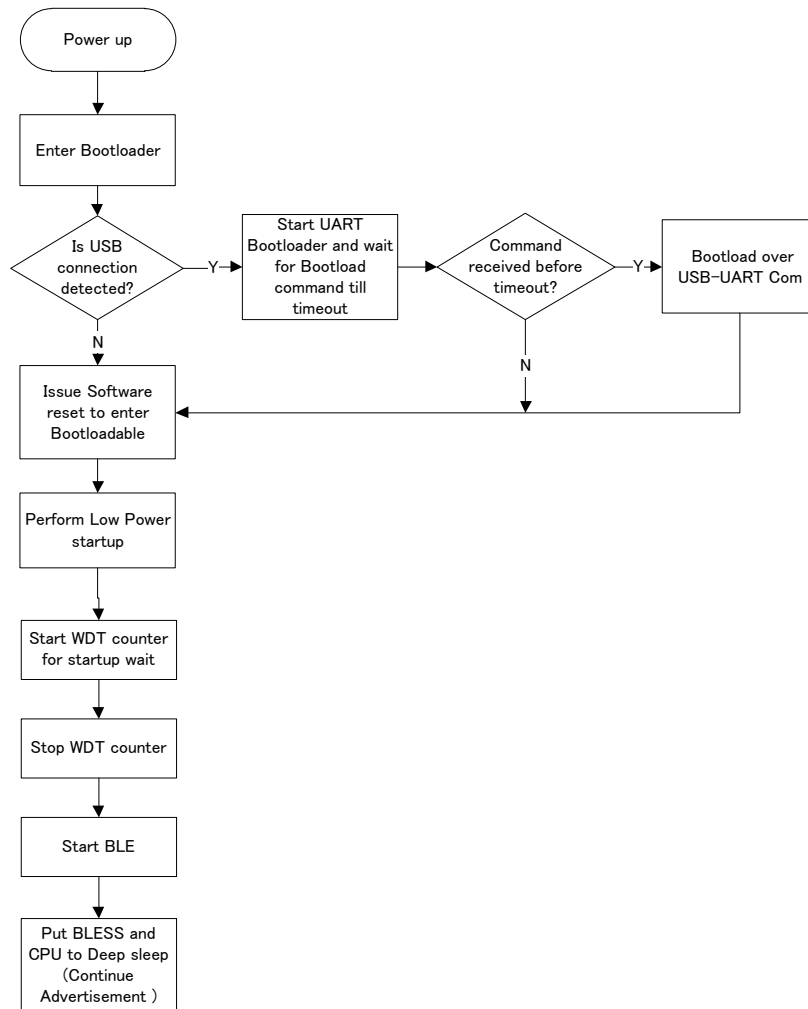 Power up
Enter Bootloader
Is USB
connection
detected?
Y
Start UART
Bootloader and wait
for Bootload
command till
timeout
Command
received before
timeout?
Y
Bootload over
USB-UART Com
N
N
Issue Software
reset to enter
Bootloadable
Perform Low Power
startup
Start WDT counter
for startup wait
Stop WDT counter
Start BLE
Put BLESS and
CPU to Deep sleep
(Continue
Advertisement )